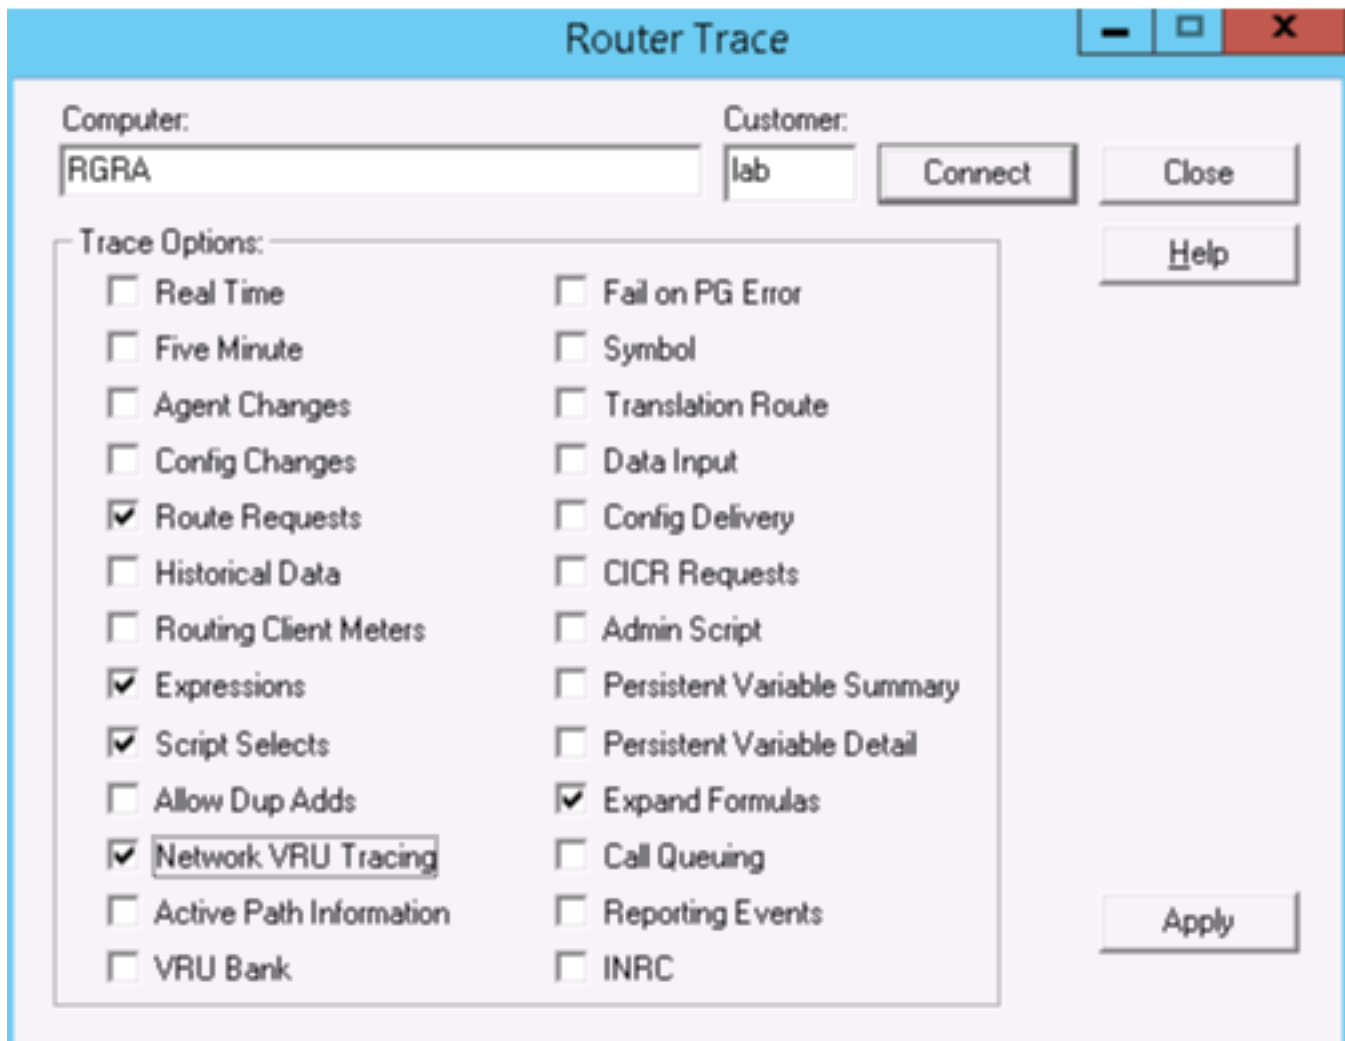 Router Trace
Computer: Customer:
RGRA lab Connect Close
Trace Options: Help
Real Time Fail on PG Error
Five Minute Symbol
Agent Changes Translation Route
Config Changes Data Input
Route Requests Config Delivery
Historical Data CICR Requests
Routing Client Meters Admin Script
Expressions Persistent Variable Summary
Script Selects Persistent Variable Detail
Allow Dup Adds Expand Formulas
Network VRU Tracing Call Queuing
Active Path Information Reporting Events Apply
VRU Bank INRC